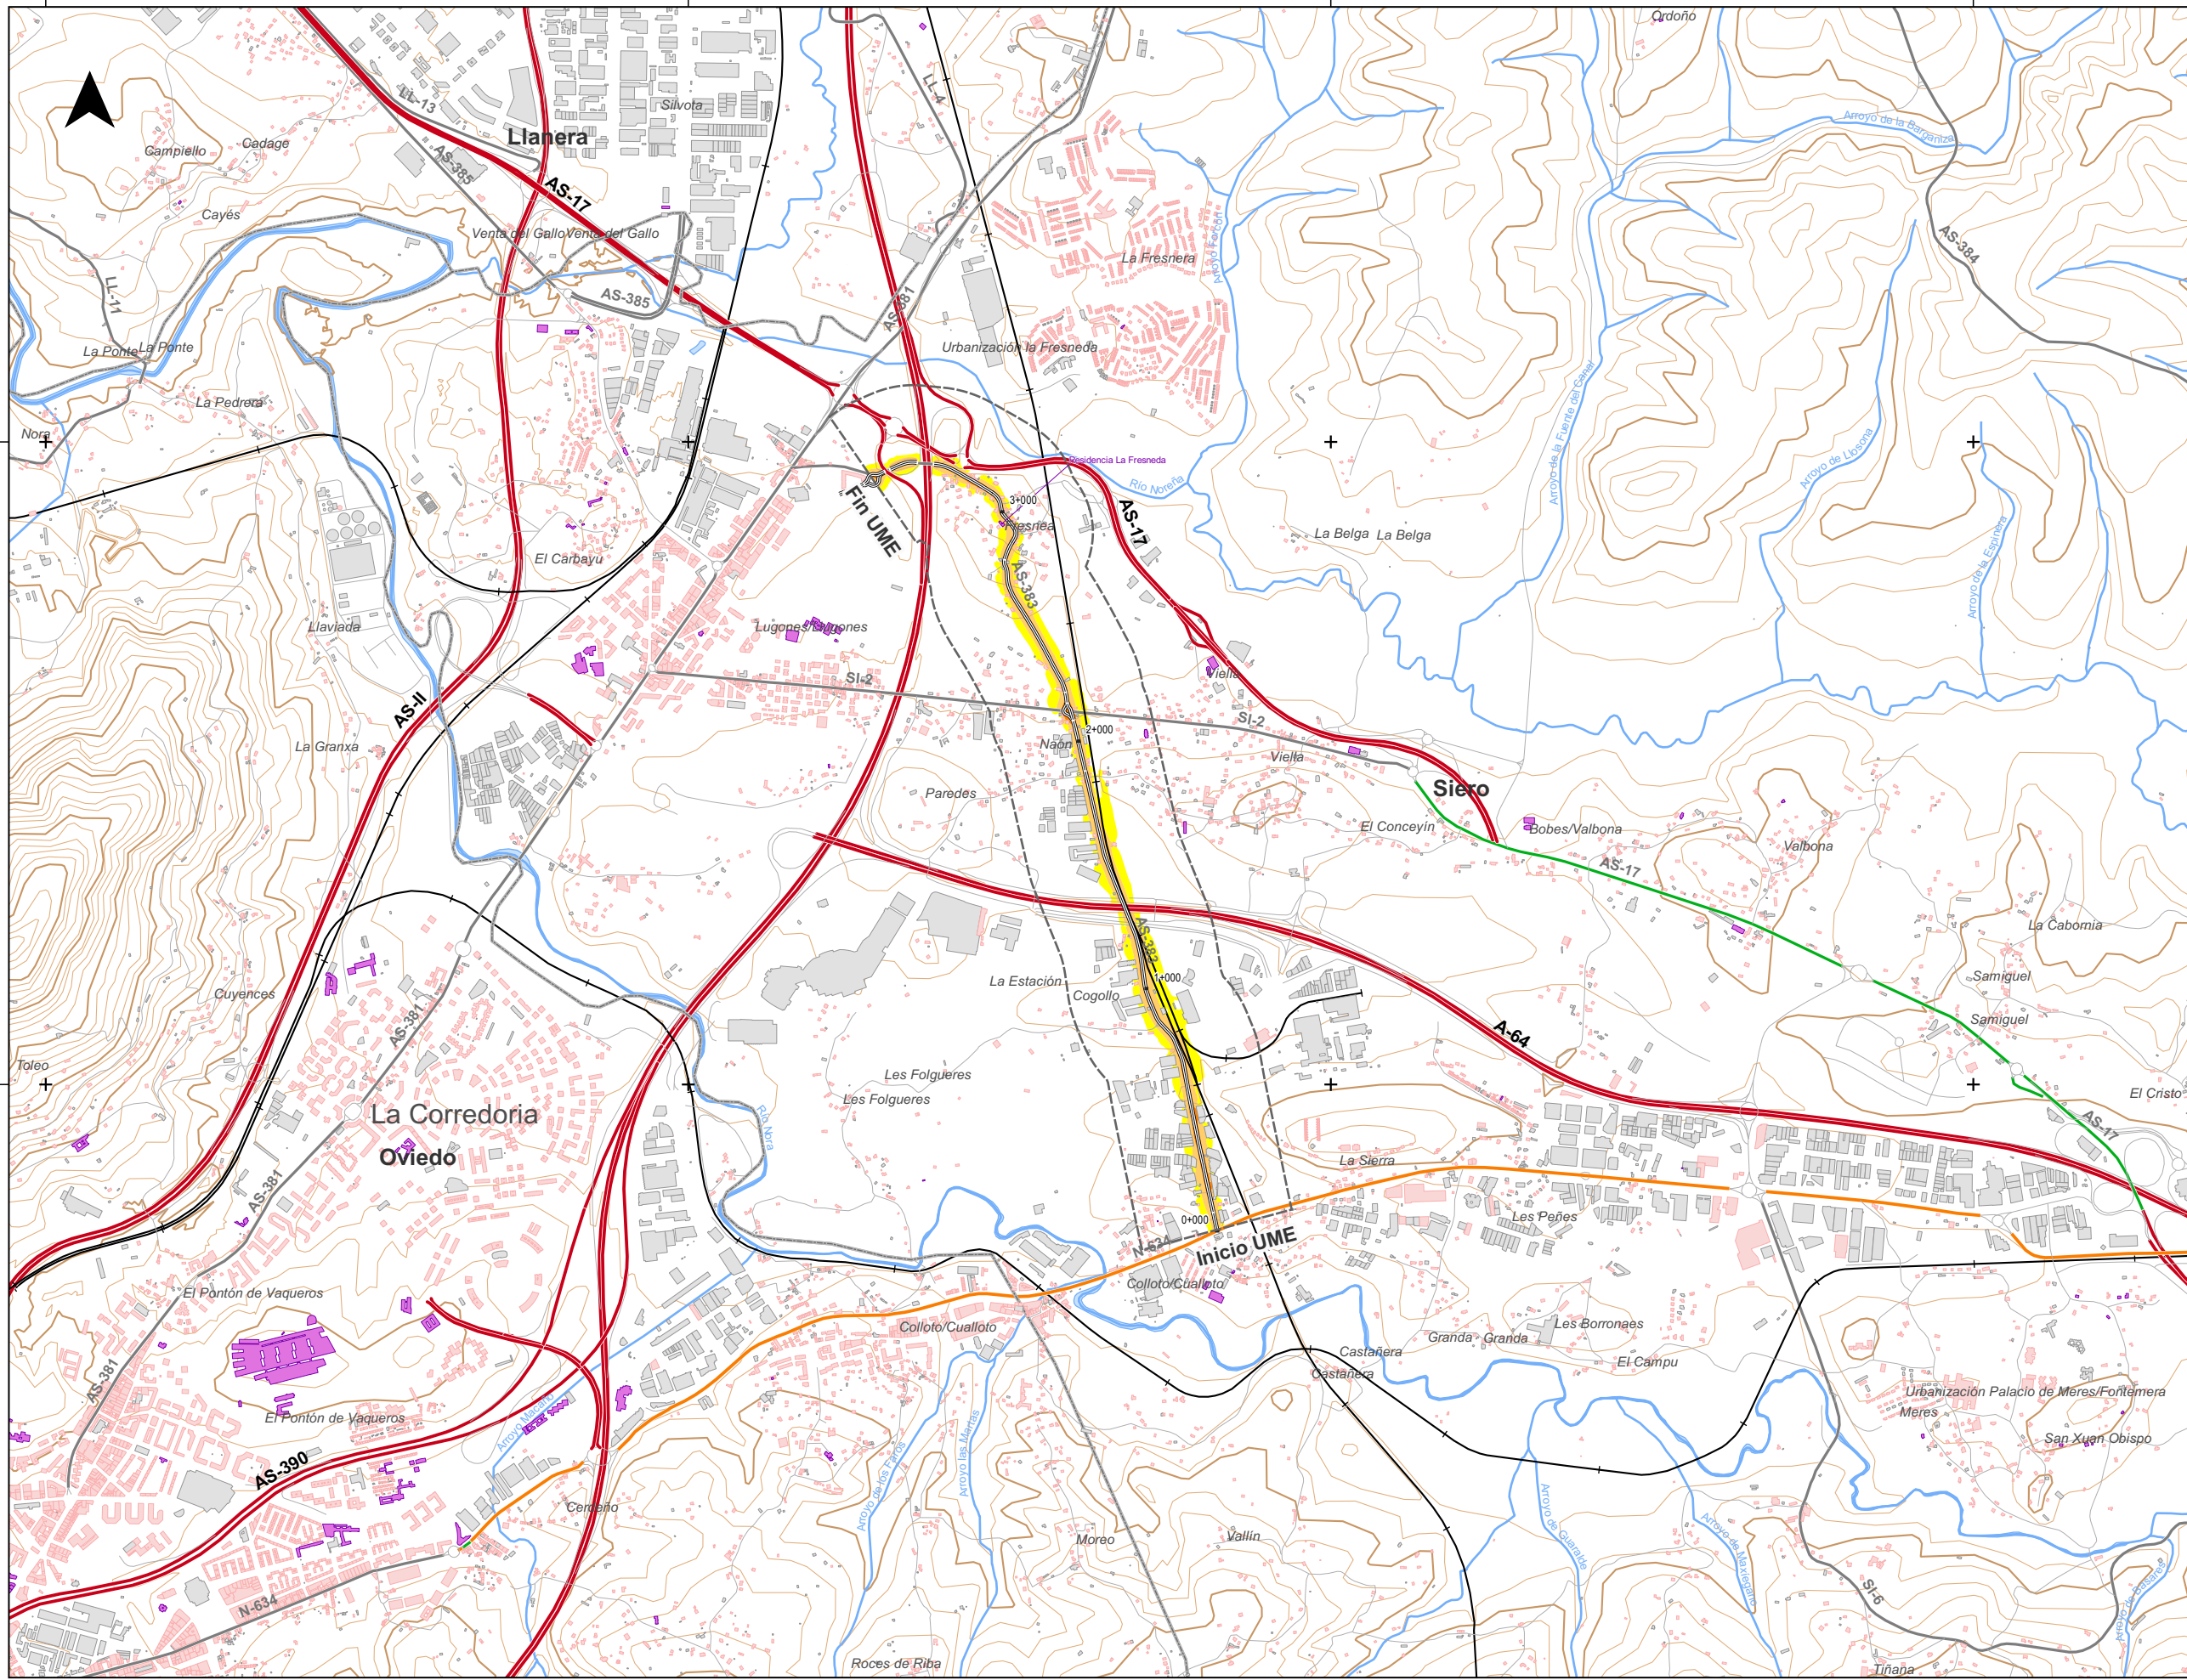 Ordoño
LL-13
LL-4
Silvota
Llanera
Arroyo de la Barganiza
Campiello
Cadage
AS-385
AS-17
Cayés
Venta del Gallo
Venta del Gallo
Arroyo Forcón
AS-384
La Fresnera
LL-11
AS-385
AS-381
La Ponte
La Ponte
Urbanización la Fresneda
Arroyo de la Fuente del Canal
La Pedrera
Nora
Residencia La Fresneda
Arroyo de Llosona
Río Noreña
Fin UME
3+000
Fresnea
AS-17
La Belga
La Belga
El Carbayu
AS-383
Arroyo de la Espinera
Llaviada
Lugones/Llugones
Viella
SI-2
AS-II
SI-2
2+000
Naón
La Granxa
Viella
Siero
Paredes
El Conceyín
Bobes/Valbona
Valbona
AS-17
La Cabornia
AS-383
La Estación
1+000
Cogollo
Samiguel
Cuyences
AS-381
A-64
Samiguel
Toleo
Les Folgueres
Les Folgueres
El Cristo
La Corredoria
Río Nora
AS-17
Oviedo
La Sierra
AS-381
0+000
Les Peñes
N-634
Inicio UME
Colloto/Cualloto
El Pontón de Vaqueros
Colloto/Cualloto
Les Borronaes
Granda
Granda
Castañera
El Campu
Castañera
AS-381
Urbanización Palacio de Meres/Fonterrera
Meres
El Pontón de Vaqueros
Arroyo Macario
Arroyo las Martas
San Xuan Obispo
AS-390
Arroyo de los Faros
Cerdeño
Arroyo de Guaralde
Arroyo de Maxiegano
Moreo
Vallín
N-634
SI-6
Arroyo de Basares
Roces de Riba
Tiñana